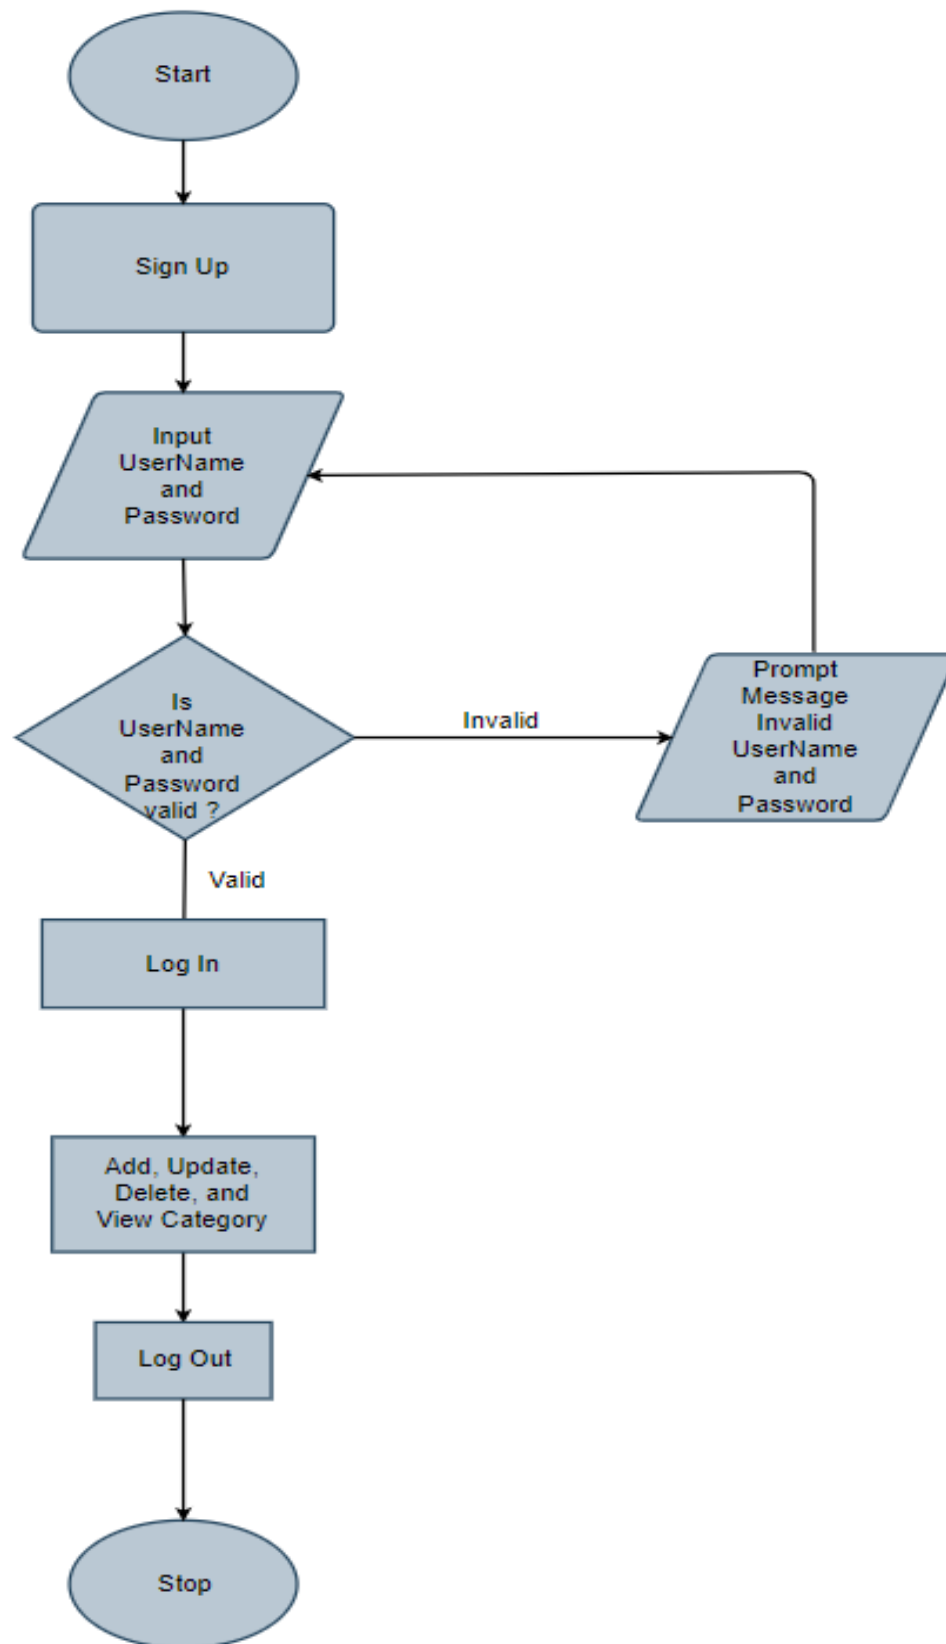 Start
Sign Up
Input
UserName
and
Password
Is
UserName
and
Password
valid ?
Invalid
Prompt
Message
Invalid
UserName
and
Password
Valid
Log In
Add, Update,
Delete, and
View Category
Log Out
Stop